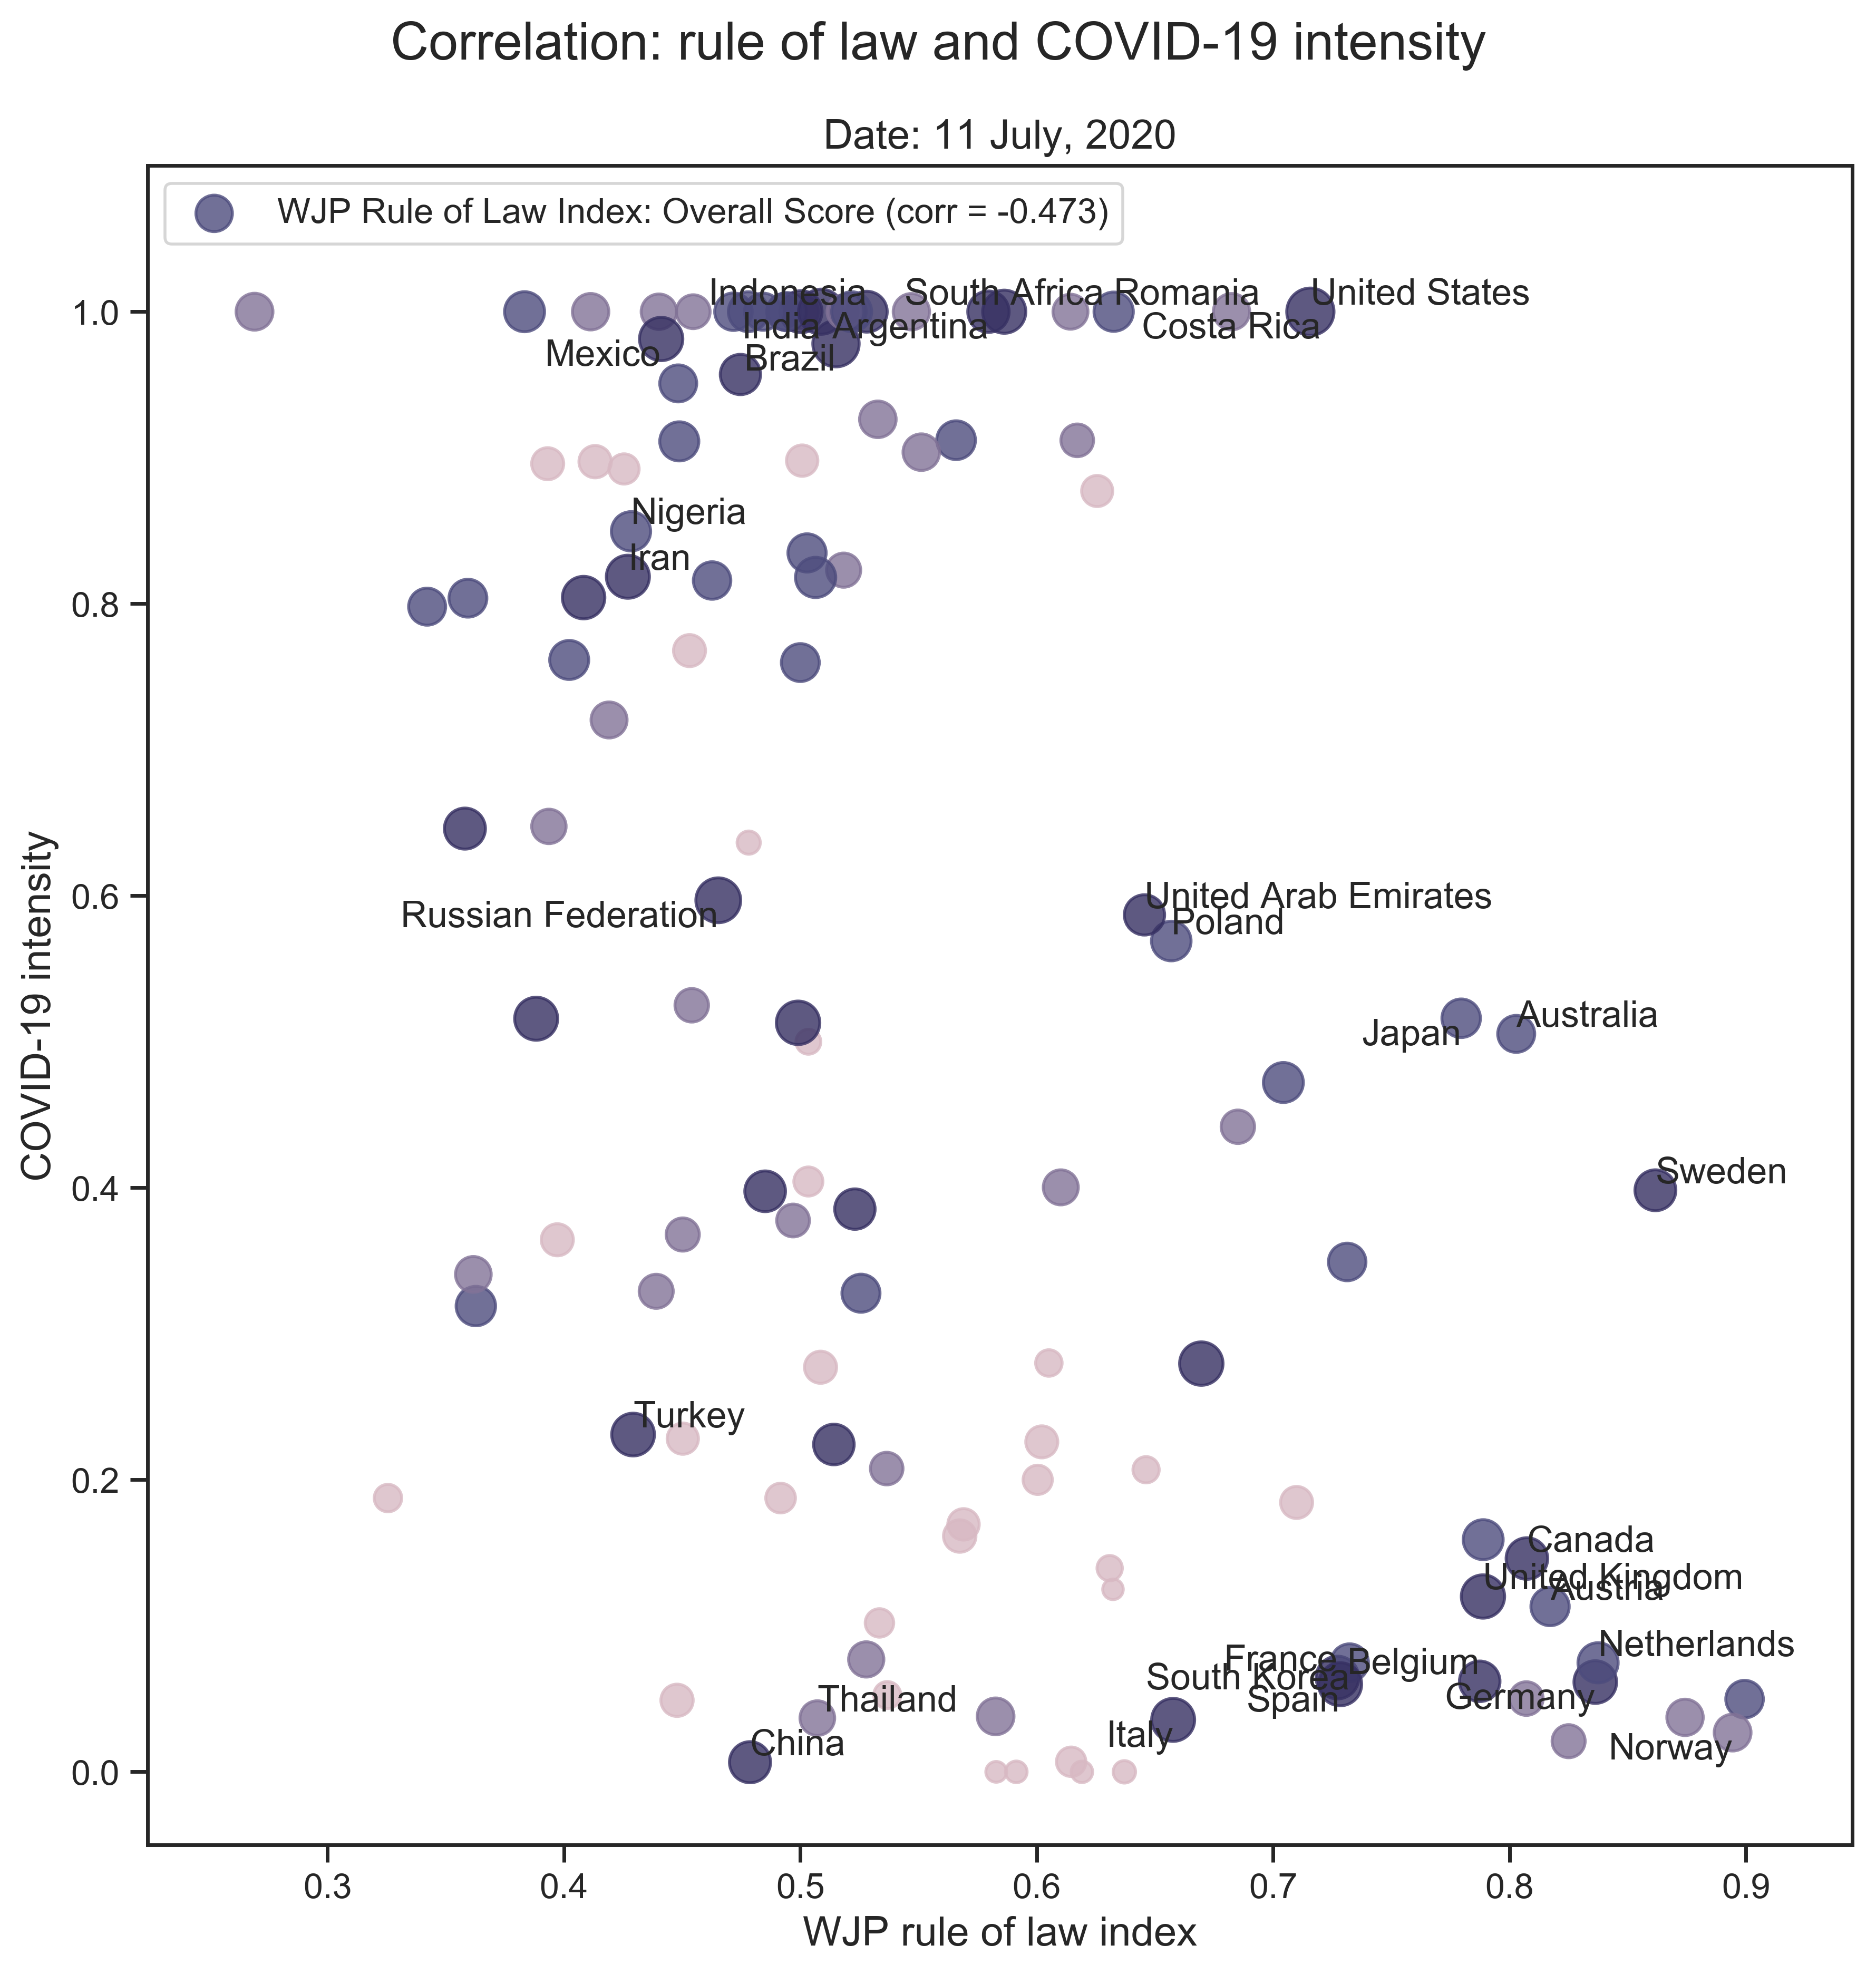 Correlation: rule of law and COVID-19 intensity
Date: 11 July, 2020
WJP Rule of Law Index: Overall Score (corr = -0.473)
Indonesia
South Africa
Romania
United States
India
Argentina
Costa Rica
Mexico
Brazil
Nigeria
Iran
Russian Federation
United Arab Emirates
Poland
Japan
Australia
Sweden
Turkey
Canada
United Kingdom
Austria
Netherlands
France
Belgium
South Korea
Spain
Germany
Thailand
China
Italy
Norway
COVID-19 intensity
1.0
0.8
0.6
0.4
0.2
0.0
0.3
0.4
0.5
0.6
0.7
0.8
0.9
WJP rule of law index